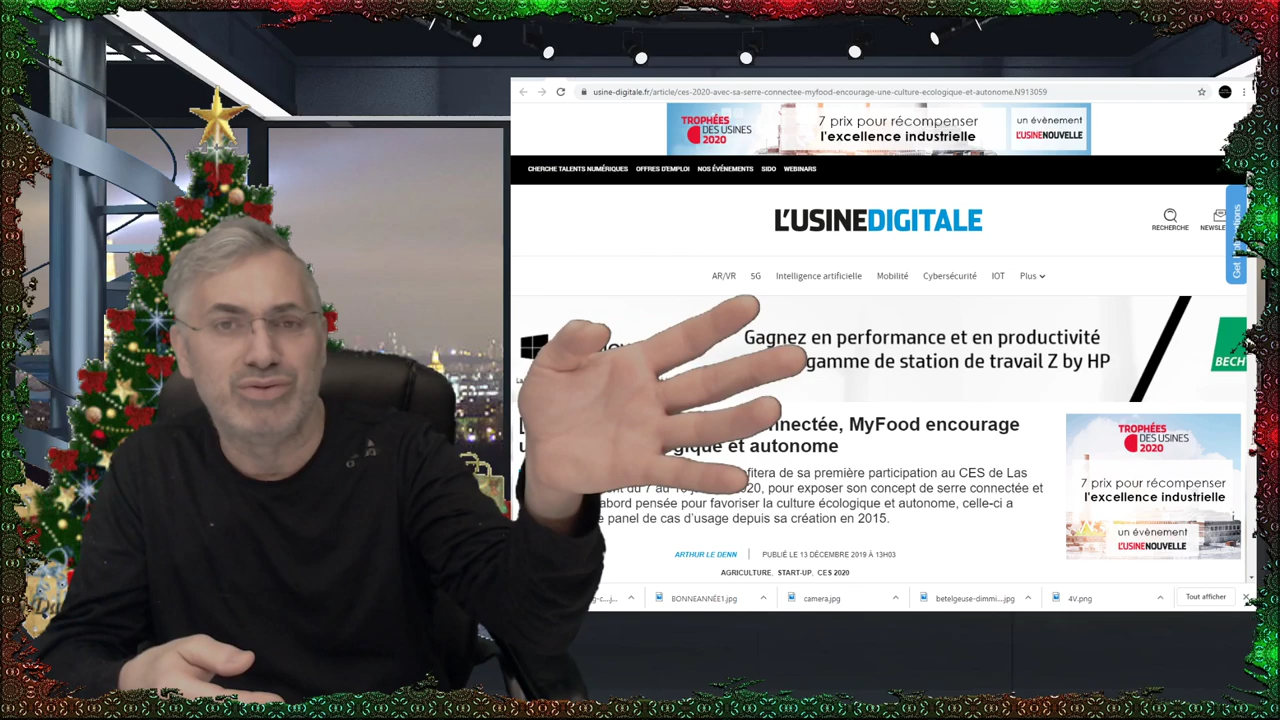 usine-digitale.fr/article/ces-2020-avec-sa-serre-connectee-myfood-encourage-une-culture-ecologique-et-autonome.N913059
TROPHÉES
DES USINES
2020
7 prix pour récompenser
l'excellence industrielle
un évènement
L'USINENOUVELLE
CHERCHE TALENTS NUMÉRIQUES OFFRES D'EMPLOI NOS ÉVÉNEMENTS SIDO WEBINARS
L'USINEDIGITALE
RECHERCHE
Get
AR/VR 5G Intelligence artificielle Mobilité Cybersécurité IOT Plus
Gagnez en performance et en productivité
gamme de station de travail Z by HP
BECH
MyFood encourage
et autonome
de sa première participation au CES de Las
pour exposer son concept de serre connectée et
abord pensée pour favoriser la culture écologique et autonome, celle-ci a
panel de cas d'usage depuis sa création en 2015.
TROPHÉES
DES USINES
2020
7 prix pour récompenser
l'excellence industrielle
un évènement
L'USINENOUVELLE
ARTHUR LE DENN PUBLIÉ LE 13 DÉCEMBRE 2019 À 13H03
AGRICULTURE, START-UP, CES 2020
BONNEANNÉE1.jpg camera.jpg betelgeuse-dimmi....jpg 4V.png Tout afficher